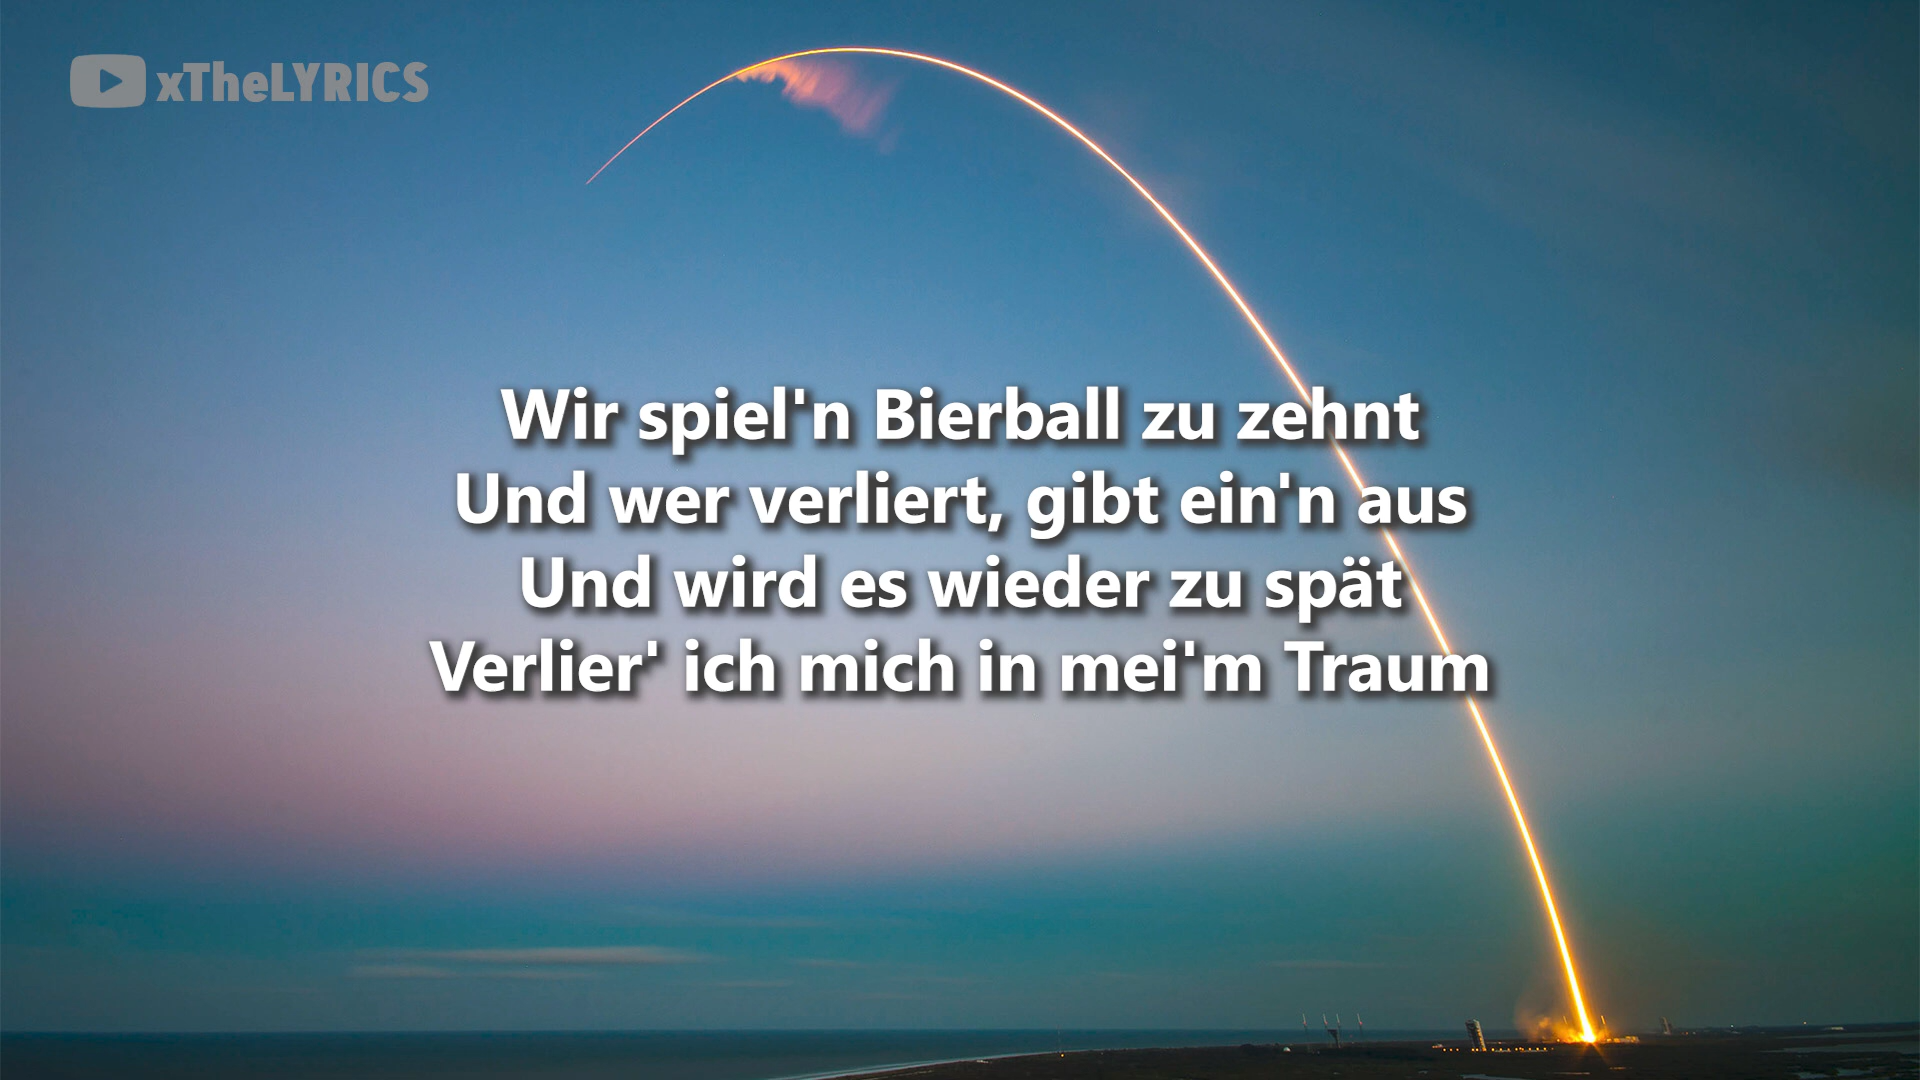 xTheLYRICS
Wir spiel'n Bierball zu zehnt
Und wer verliert, gibt ein'n aus
Und wird es wieder zu spät
Verlier' ich mich in mei'm Traum